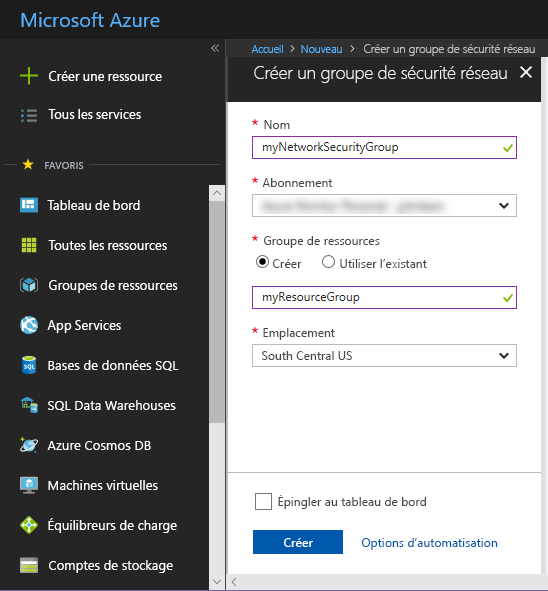 Microsoft Azure
Créer une ressource
Tous les services
FAVORIS
Tableau de bord
Toutes les ressources
Groupes de ressources
App Services
Bases de données SQL
SQL Data Warehouses
Azure Cosmos DB
Machines virtuelles
Équilibreurs de charge
Comptes de stockage
Accueil > Nouveau > Créer un groupe de sécurité réseau
Créer un groupe de sécurité réseau
* Nom
myNetworkSecurityGroup
* Abonnement
* Groupe de ressources
Créer
Utiliser l'existant
myResourceGroup
* Emplacement
South Central US
Épingler au tableau de bord
Créer
Options d'automatisation